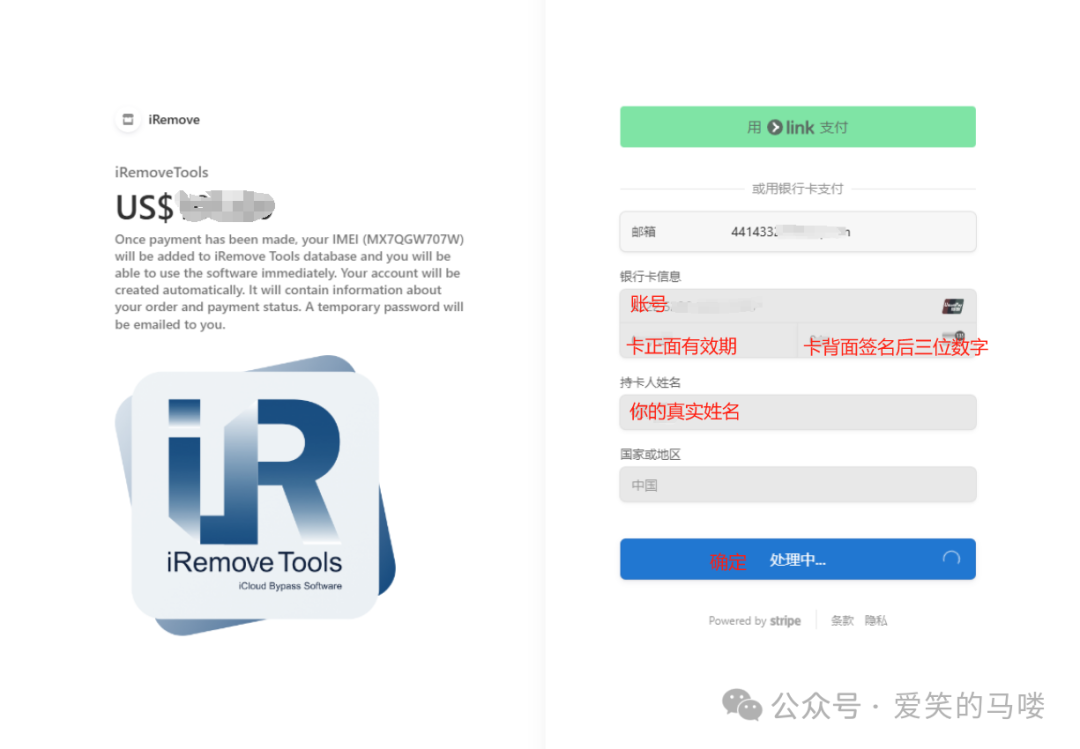 iRemove
iRemoveTools
US$
Once payment has been made, your IMEI (MX7QGW707W)
will be added to iRemove Tools database and you will be
able to use the software immediately. Your account will be
created automatically. It will contain information about
your order and payment status. A temporary password will
be emailed to you.
iR
iRemove Tools
iCloud Bypass Software
用 link 支付
或用银行卡支付
邮箱 441433
银行卡信息
账号
卡正面有效期 卡背面签名后三位数字
持卡人姓名
你的真实姓名
国家或地区
中国
确定 处理中...
Powered by stripe 条款 隐私
公众号 · 爱笑的马喽